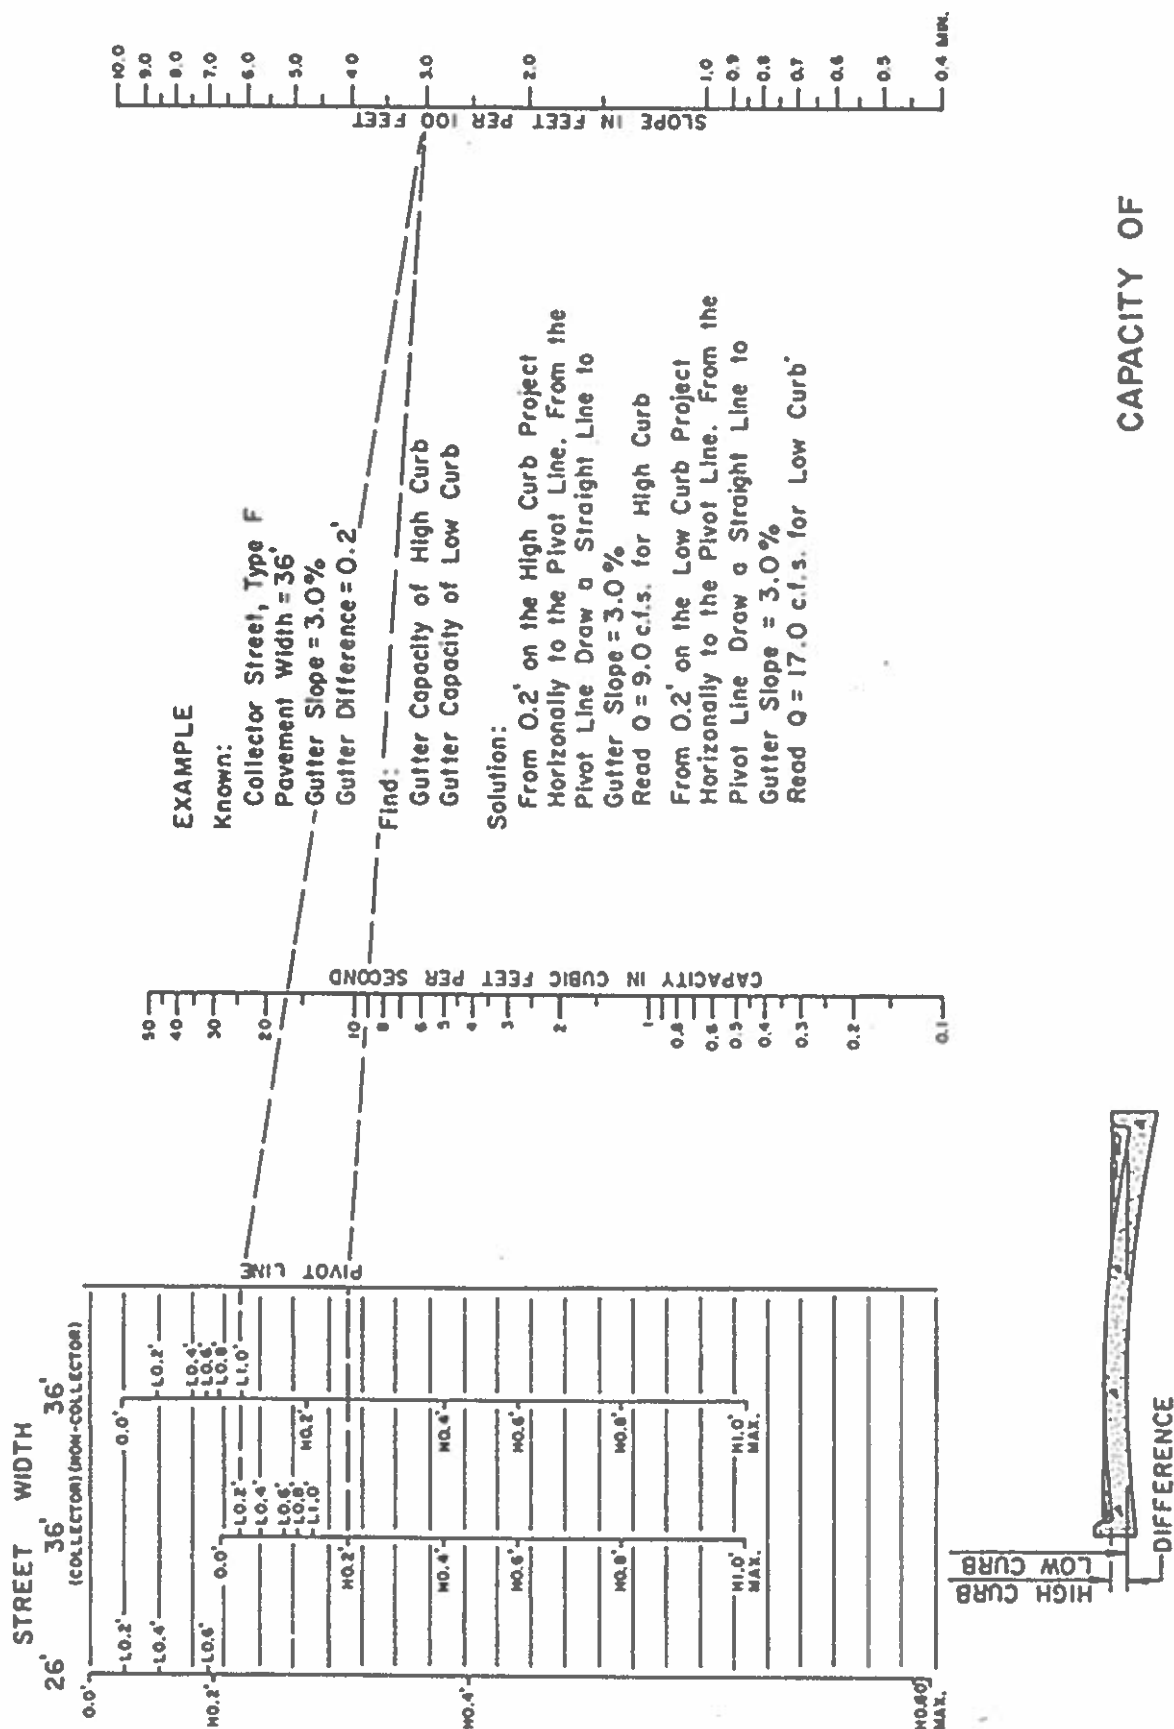 STREET WIDTH
26' 36' 36'
(COLLECTOR) (NON-COLLECTOR)
0.0'
H0.2'
H0.4'
H0.80'
MAX.
L0.2'
L0.4'
L0.6'
0.0'
H0.2'
H0.4'
H0.6'
H0.8'
H1.0'
MAX.
L0.2'
L0.4'
L0.6'
L0.8'
L1.0'
0.0'
H0.2'
H0.4'
H0.6'
H0.8'
H1.0'
MAX.
L0.2'
L0.4'
L0.6'
L0.8'
L1.0'
PIVOT LINE
50
40
30
20
10
8
6
5
4
3
2
1
0.8
0.6
0.5
0.4
0.3
0.2
0.1
CAPACITY IN CUBIC FEET PER SECOND
EXAMPLE
Known:
Collector Street, Type F
Pavement Width = 36'
Gutter Slope = 3.0%
Gutter Difference = 0.2'
Find:
Gutter Capacity of High Curb
Gutter Capacity of Low Curb
Solution:
From 0.2' on the High Curb Project
Horizonally to the Pivot Line. From the
Pivot Line Draw a Straight Line to
Gutter Slope = 3.0%
Read Q = 9.0 c.f.s. for High Curb
From 0.2' on the Low Curb Project
Horizonally to the Pivot Line. From the
Pivot Line Draw a Straight Line to
Gutter Slope = 3.0%
Read Q = 17.0 c.f.s. for Low Curb
SLOPE IN FEET PER 100 FEET
10.0
9.0
8.0
7.0
6.0
5.0
4.0
3.0
2.0
1.0
0.9
0.8
0.7
0.6
0.5
0.4 MIN.
HIGH CURB
LOW CURB
DIFFERENCE
CAPACITY OF